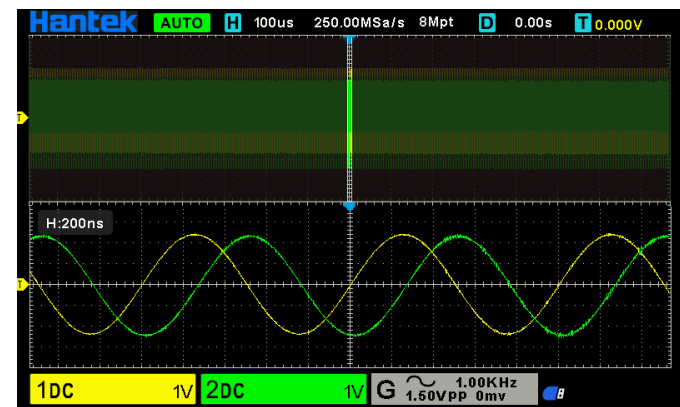 Hantek AUTO H 100us 250.00MSa/s 8Mpt D 0.00s T 0.000V
T
H:200ns
T
1DC 1V 2DC 1V G 1.00KHz
1.50Vpp 0mv